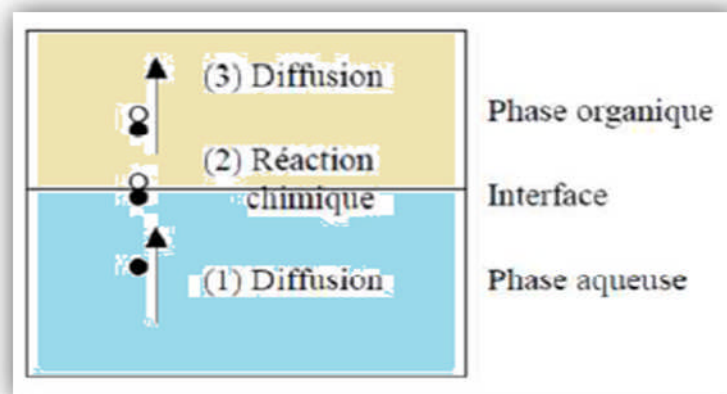 (3) Diffusion
Phase organique
(2) Réaction
chimique
Interface
(1) Diffusion
Phase aqueuse